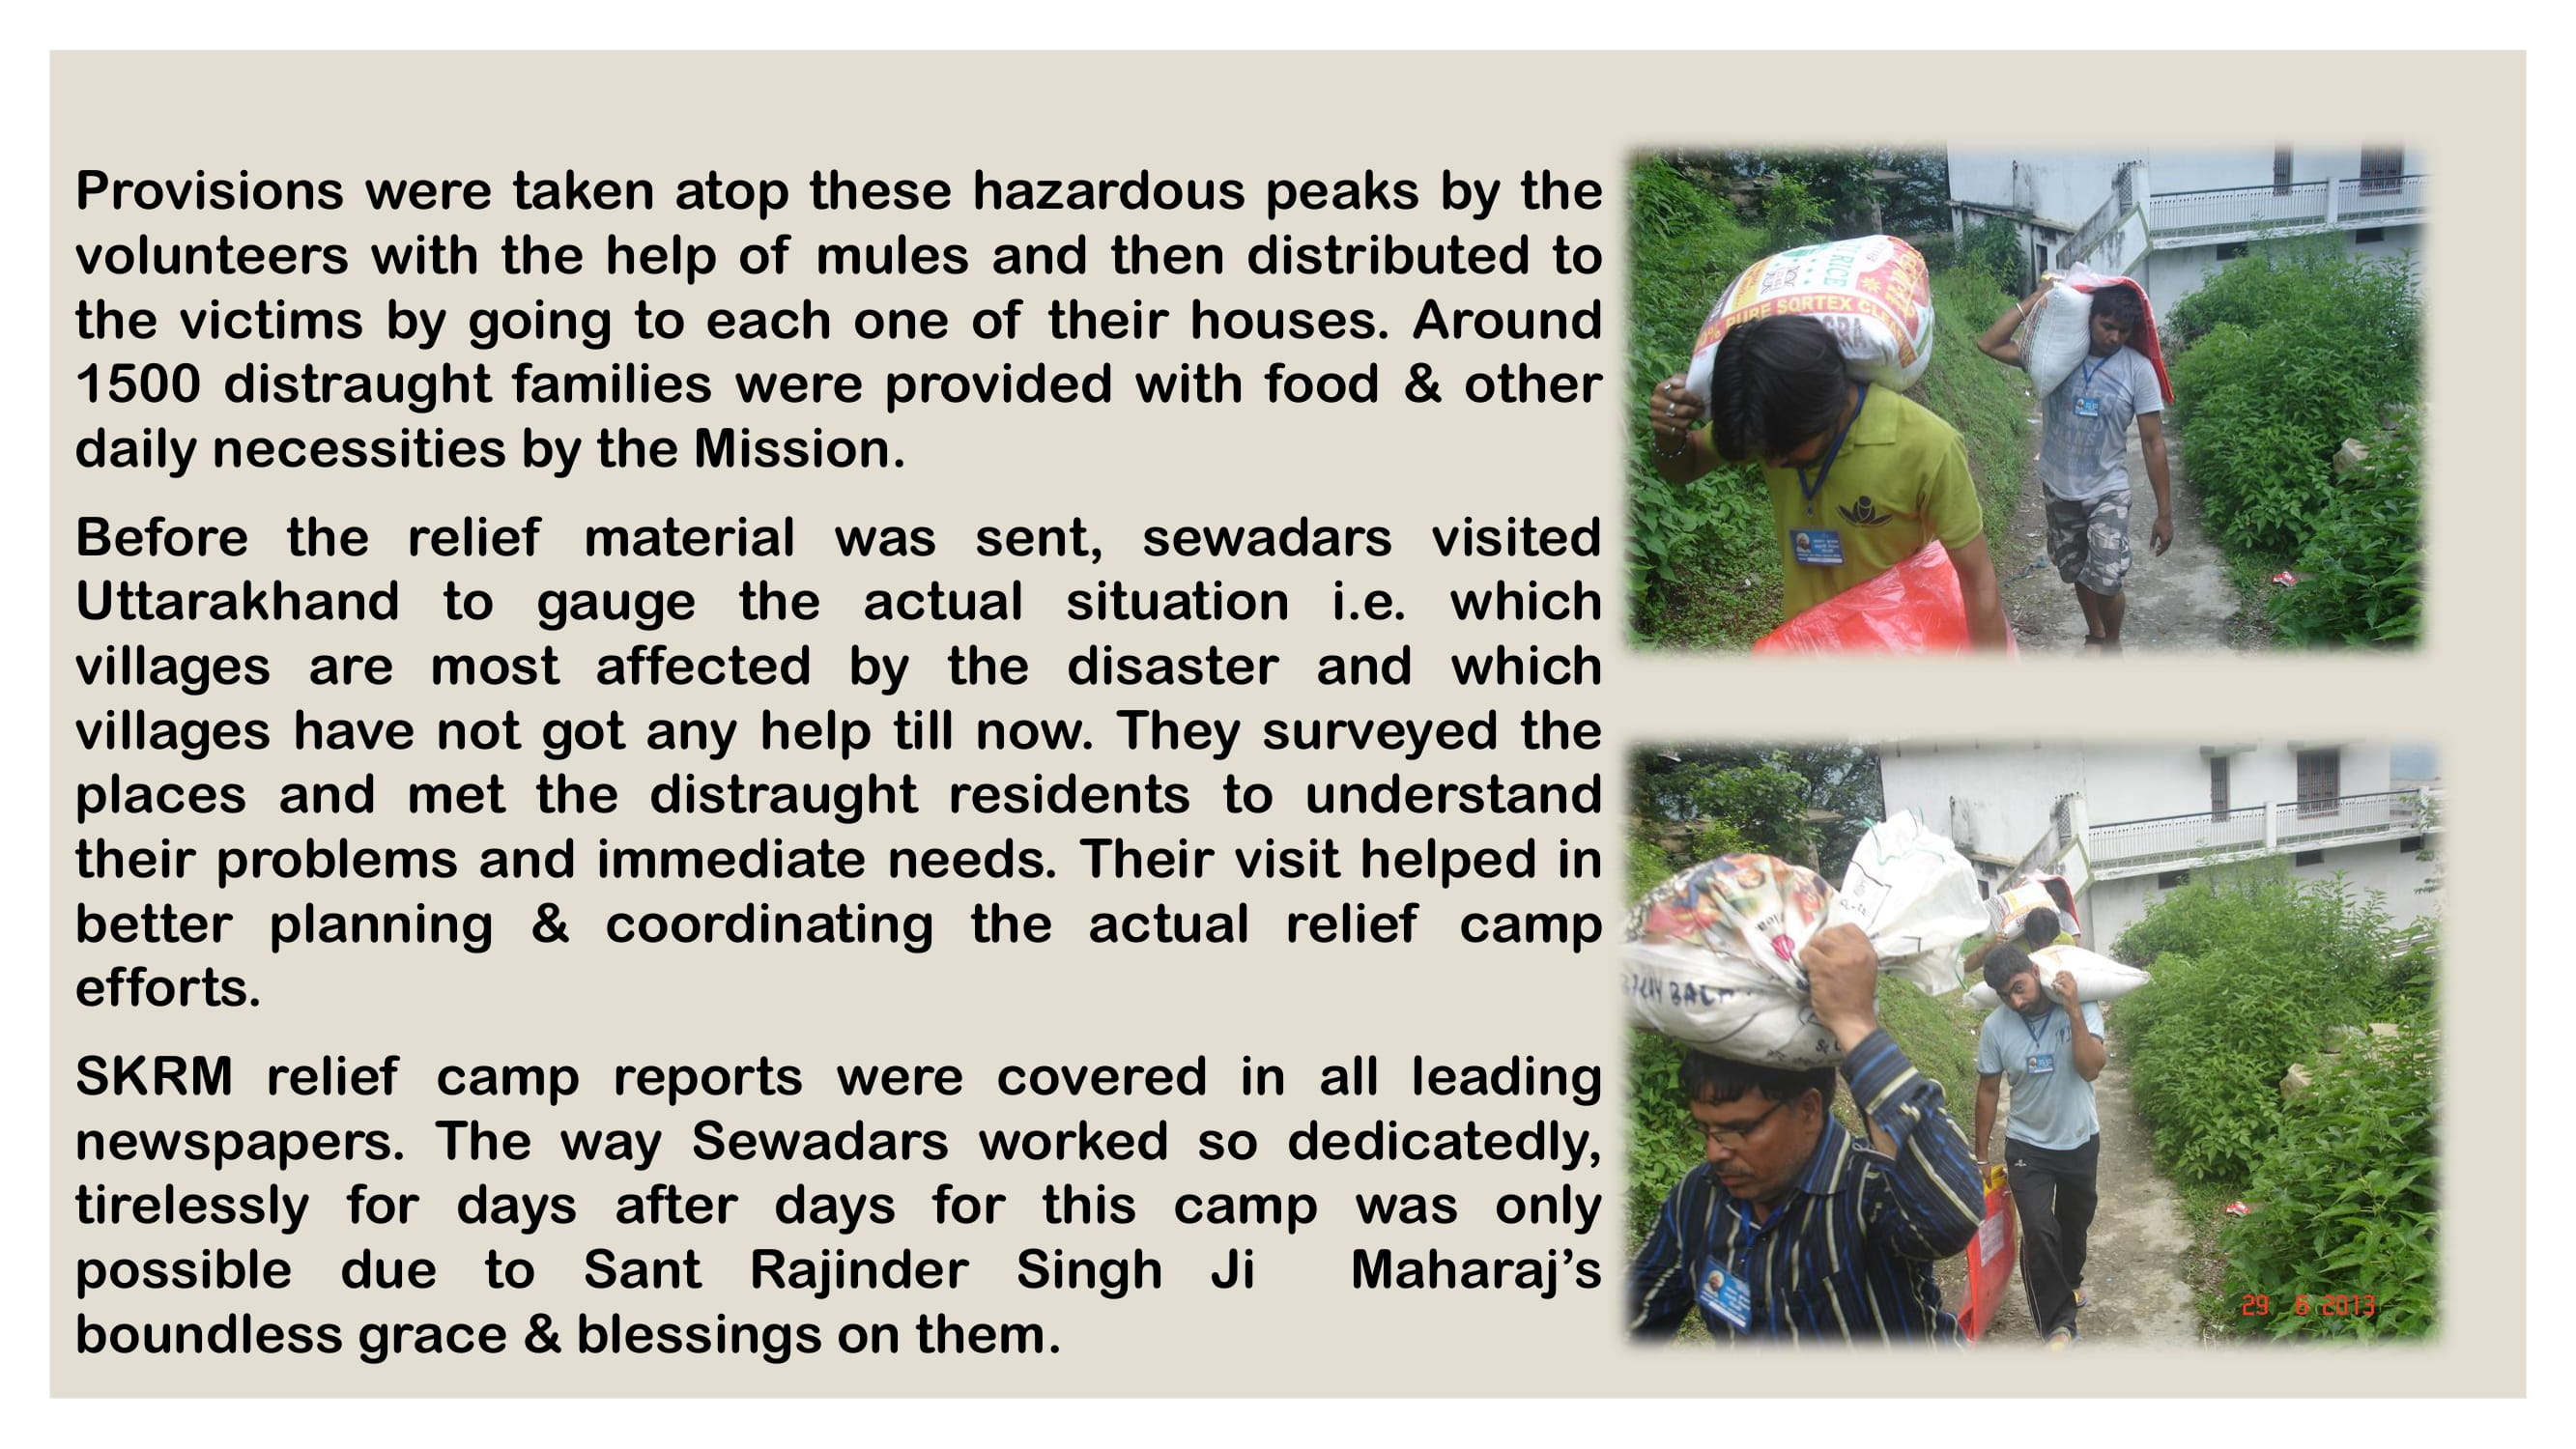 Provisions were taken atop these hazardous peaks by the
volunteers with the help of mules and then distributed to
the victims by going to each one of their houses. Around
1500 distraught families were provided with food & other
daily necessities by the Mission.
Before the relief material was sent, sewadars visited
Uttarakhand to gauge the actual situation i.e. which
villages are most affected by the disaster and which
villages have not got any help till now. They surveyed the
places and met the distraught residents to understand
their problems and immediate needs. Their visit helped in
better planning & coordinating the actual relief camp
efforts.
SKRM relief camp reports were covered in all leading
newspapers. The way Sewadars worked so dedicatedly,
tirelessly for days after days for this camp was only
possible due to Sant Rajinder Singh Ji Maharaj’s
boundless grace & blessings on them.
RICE
PURE SORTEX
29 6 2013